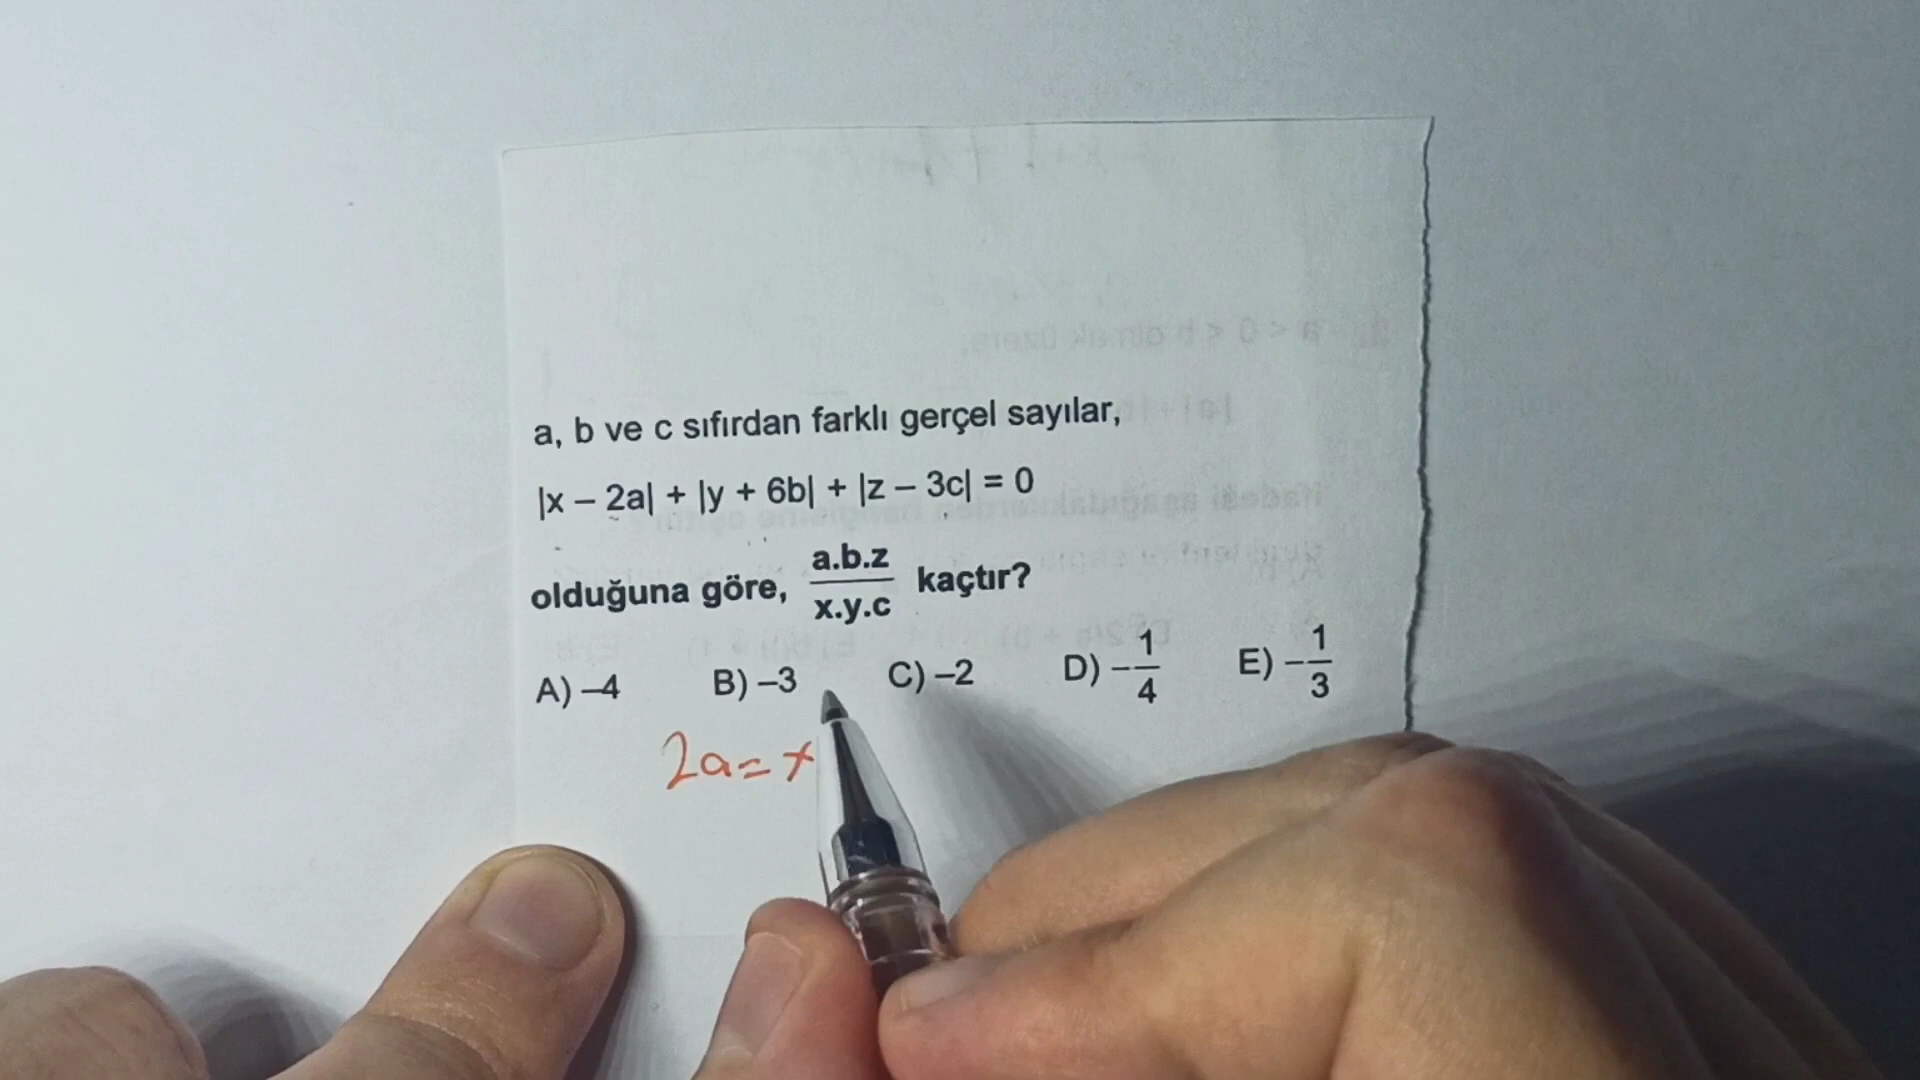 a, b ve c sıfırdan farklı gerçel sayılar,
|x – 2a| + |y + 6b| + |z – 3c| = 0
olduğuna göre, a.b.z / x.y.c kaçtır?
A) –4 B) –3 C) –2 D) –1/4 E) –1/3
2a = x